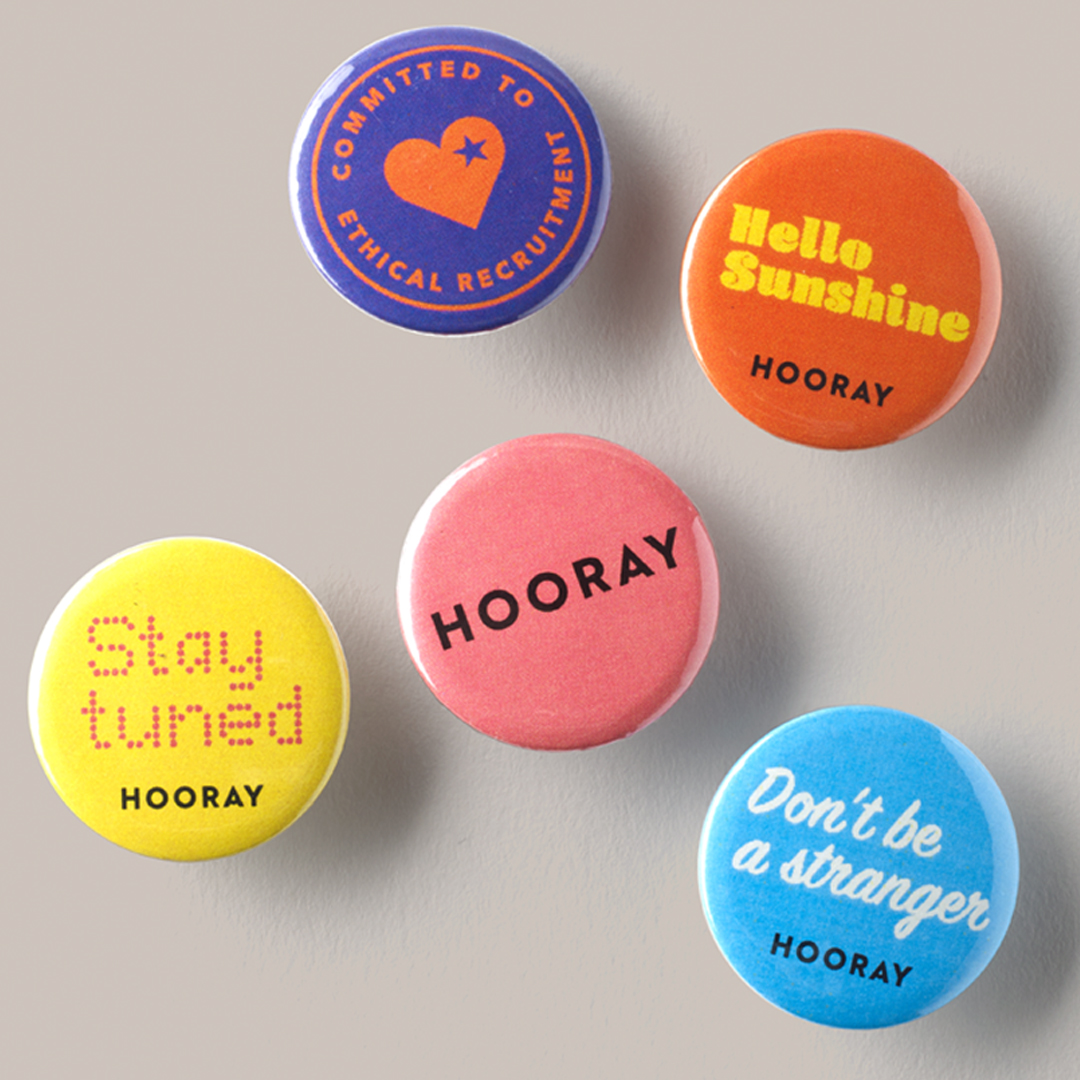 COMMITTED TO
ETHICAL RECRUITMENT
Hello
Sunshine
HOORAY
HOORAY
Stay
tuned
HOORAY
Don't be
a stranger
HOORAY